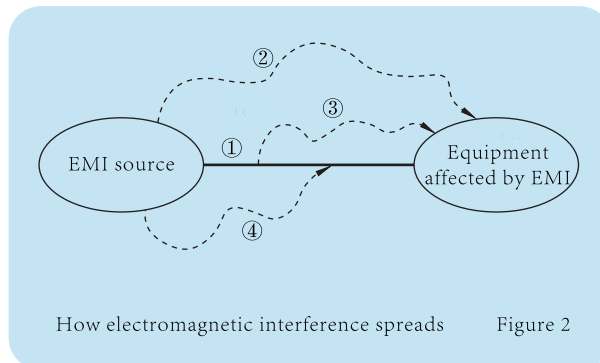 ②
③
①
EMI source
Equipment
affected by EMI
④
How electromagnetic interference spreads Figure 2